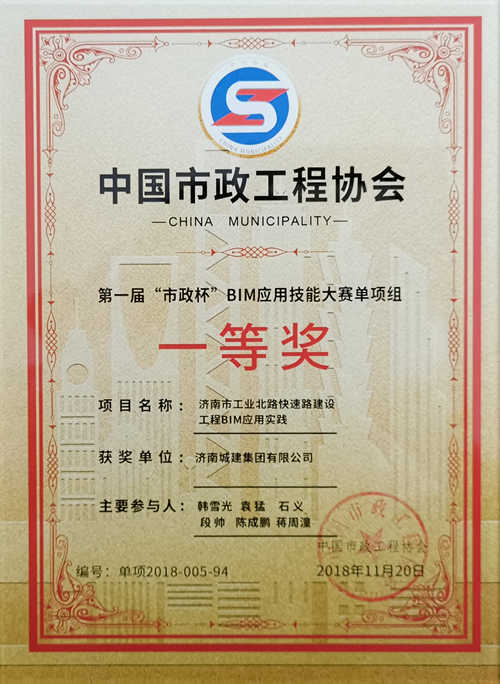 中国市政工程协会
—CHINA MUNICIPALITY—
第一届“市政杯”BIM应用技能大赛单项组
一等奖
项目名称：济南市工业北路快速路建设
工程BIM应用实践
获奖单位：济南城建集团有限公司
主要参与人：韩雪光 袁猛 石义
段帅 陈成鹏 蒋周潼
中国市政工程协会
编号：单项2018-005-94
2018年11月20日